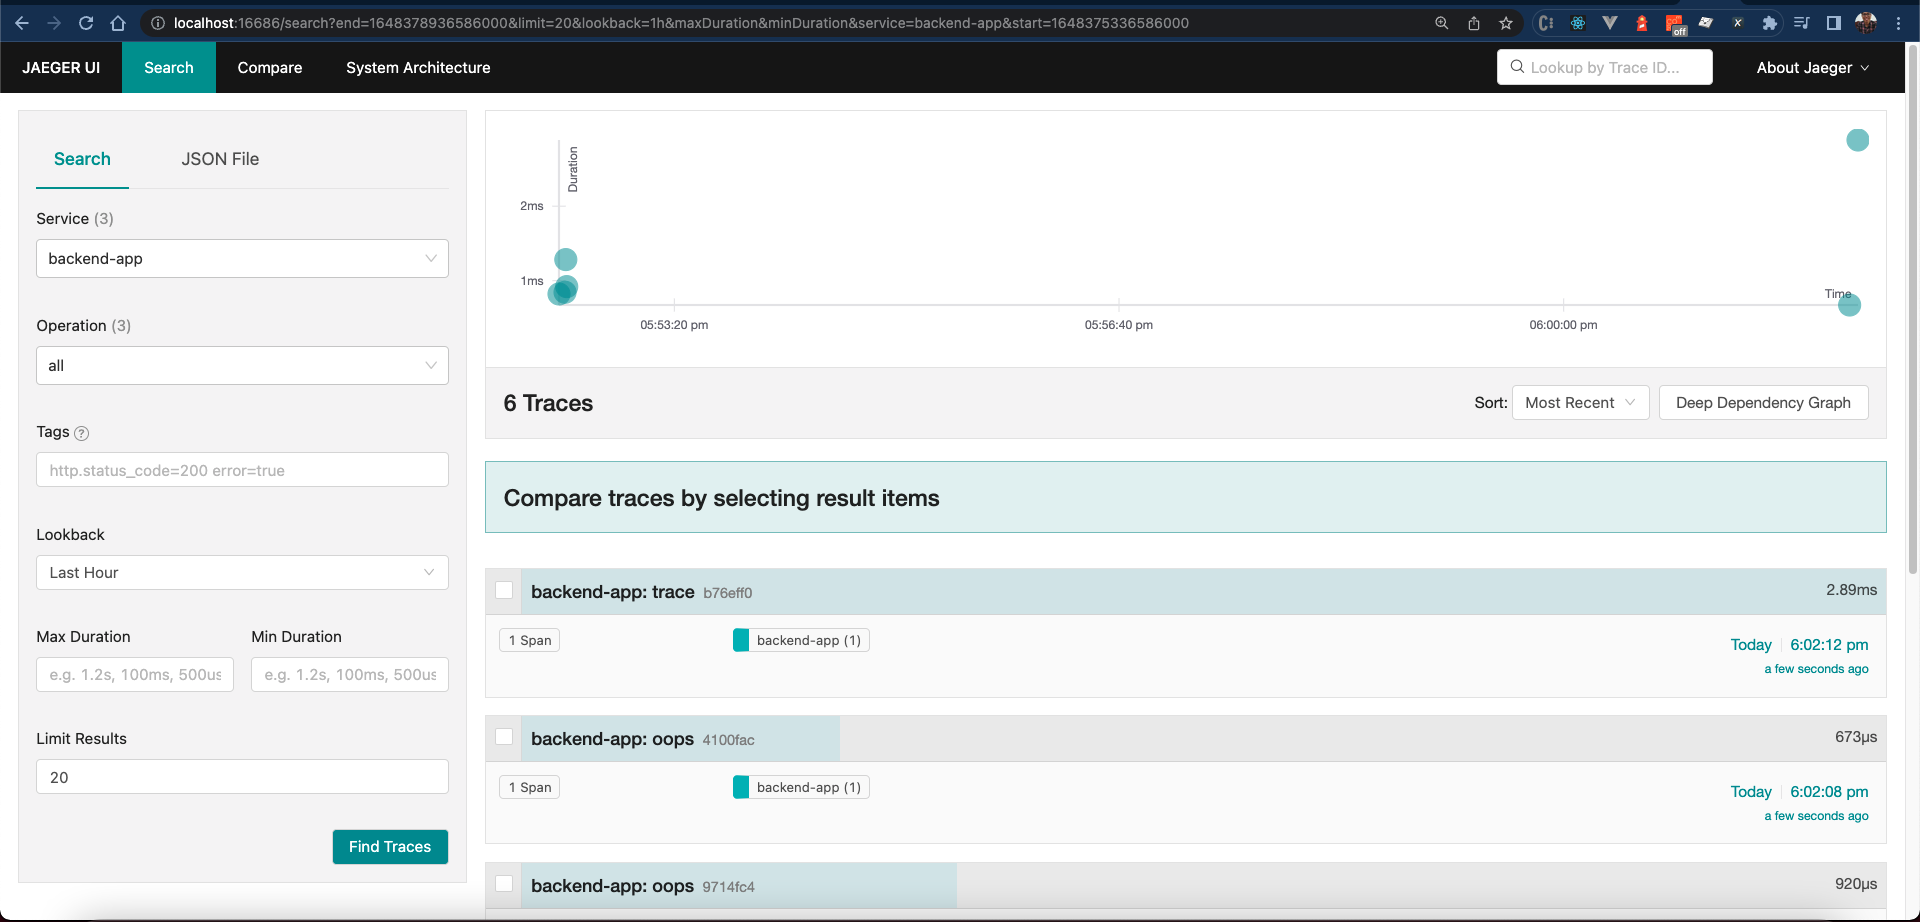 localhost:16686/search?end=1648378936586000&limit=20&lookback=1h&maxDuration&minDuration&service=backend-app&start=1648375336586000
off
JAEGER UI
Search
Compare
System Architecture
Lookup by Trace ID...
About Jaeger
Search
JSON File
Service (3)
backend-app
Operation (3)
all
Tags ?
http.status_code=200 error=true
Lookback
Last Hour
Max Duration
Min Duration
e.g. 1.2s, 100ms, 500us
e.g. 1.2s, 100ms, 500us
Limit Results
20
Find Traces
Duration
2ms
1ms
Time
05:53:20 pm
05:56:40 pm
06:00:00 pm
6 Traces
Sort:
Most Recent
Deep Dependency Graph
Compare traces by selecting result items
backend-app: trace b76eff0
2.89ms
1 Span
backend-app (1)
Today
6:02:12 pm
a few seconds ago
backend-app: oops 4100fac
673μs
1 Span
backend-app (1)
Today
6:02:08 pm
a few seconds ago
backend-app: oops 9714fc4
920μs